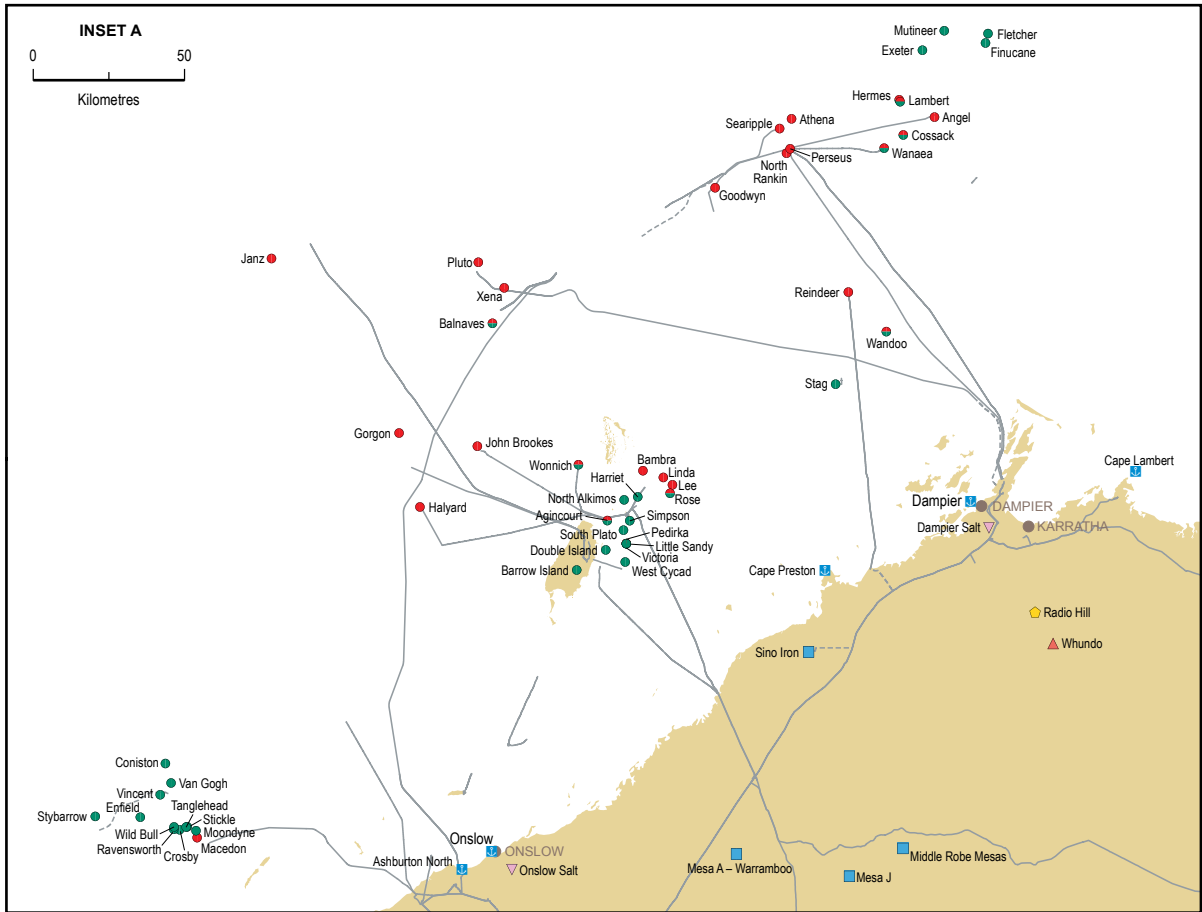 INSET A
0 50
Kilometres
Mutineer
Fletcher
Exeter
Finucane
Hermes
Lambert
Searipple
Athena
Angel
Cossack
Perseus
Wanaea
North
Rankin
Goodwyn
Janz
Pluto
Xena
Reindeer
Balnaves
Wandoo
Stag
Gorgon
John Brookes
Wonnich
Bambra
Cape Lambert
Harriet
Linda
Lee
North Alkimos
Rose
Halyard
Agincourt
Simpson
Dampier
DAMPIER
South Plato
Pedirka
Dampier Salt
KARRATHA
Double Island
Little Sandy
Victoria
Barrow Island
West Cycad
Cape Preston
Radio Hill
Sino Iron
Whundo
Coniston
Van Gogh
Vincent
Enfield
Tanglehead
Stybarrow
Stickle
Wild Bull
Moondyne
Ravensworth
Macedon
Crosby
Onslow
ONSLOW
Ashburton North
Onslow Salt
Mesa A – Warramboo
Middle Robe Mesas
Mesa J